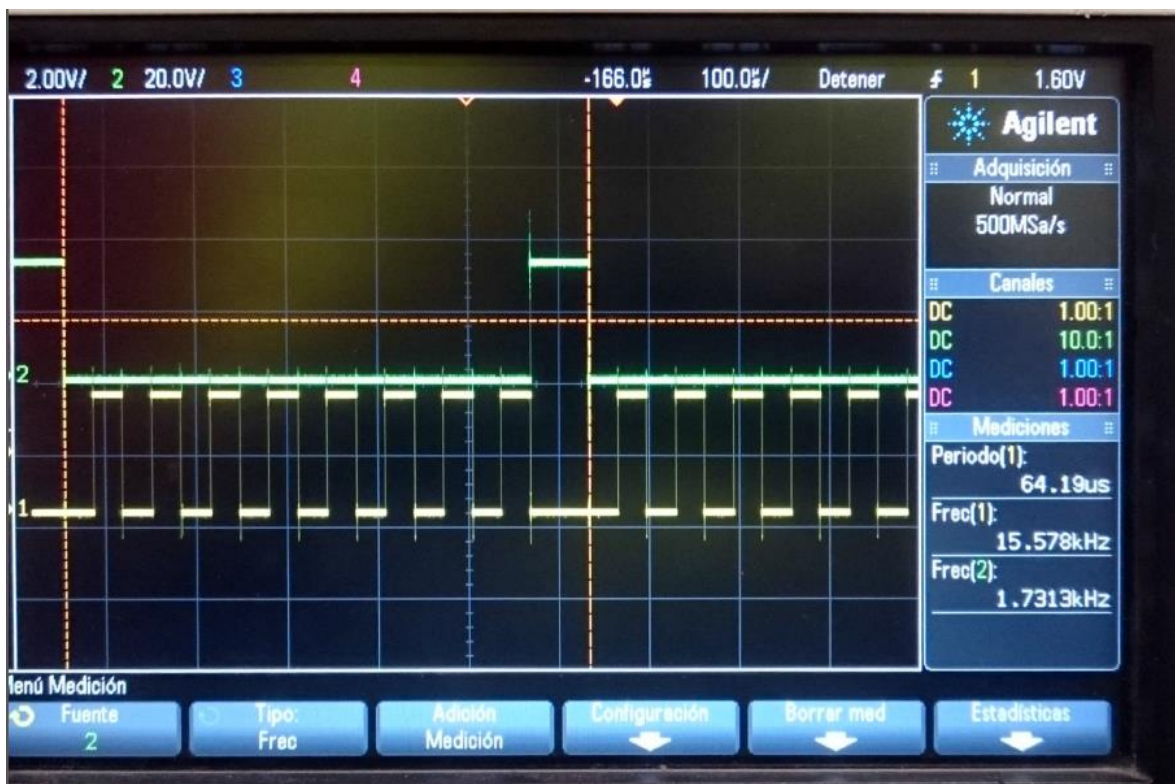 2.00V/ 2 20.0V/ 3 4 -166.0µs 100.0µs/ Detener 1 1.60V
Agilent
Adquisición
Normal
500MSa/s
Canales
DC 1.00:1
DC 10.0:1
DC 1.00:1
DC 1.00:1
2
Mediciones
Periodo(1):
64.19us
1
Frec(1):
15.578kHz
Frec(2):
1.7313kHz
enú Medición
Fuente
2
Tipo:
Frec
Adición
Medición
Configuración
Borrar med
Estadísticas